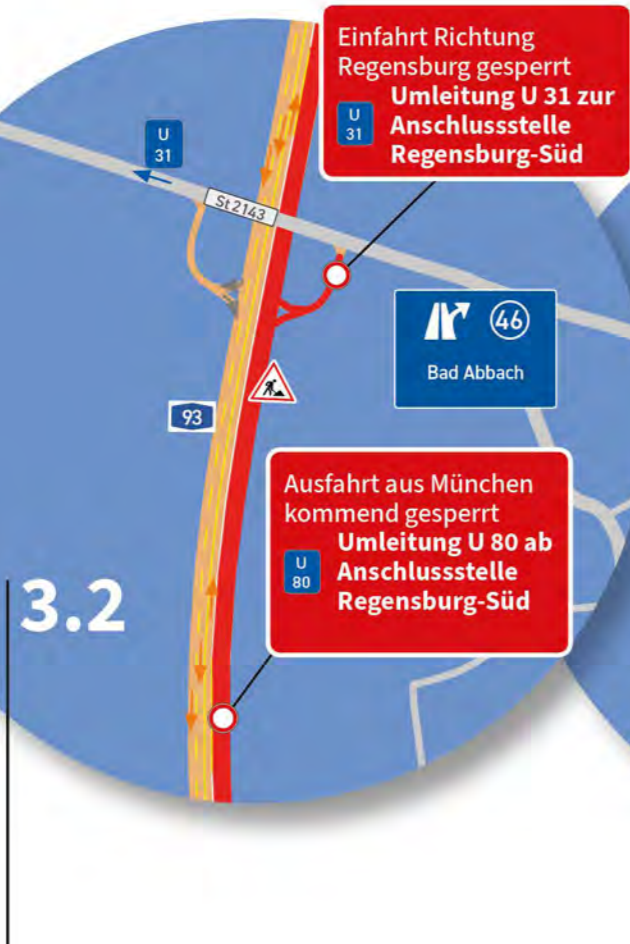 Einfahrt Richtung
Regensburg gesperrt
U
31
Umleitung U 31 zur
Anschlussstelle
Regensburg-Süd
U
31
St 2143
46
Bad Abbach
93
Ausfahrt aus München
kommend gesperrt
U
80
Umleitung U 80 ab
Anschlussstelle
Regensburg-Süd
3.2